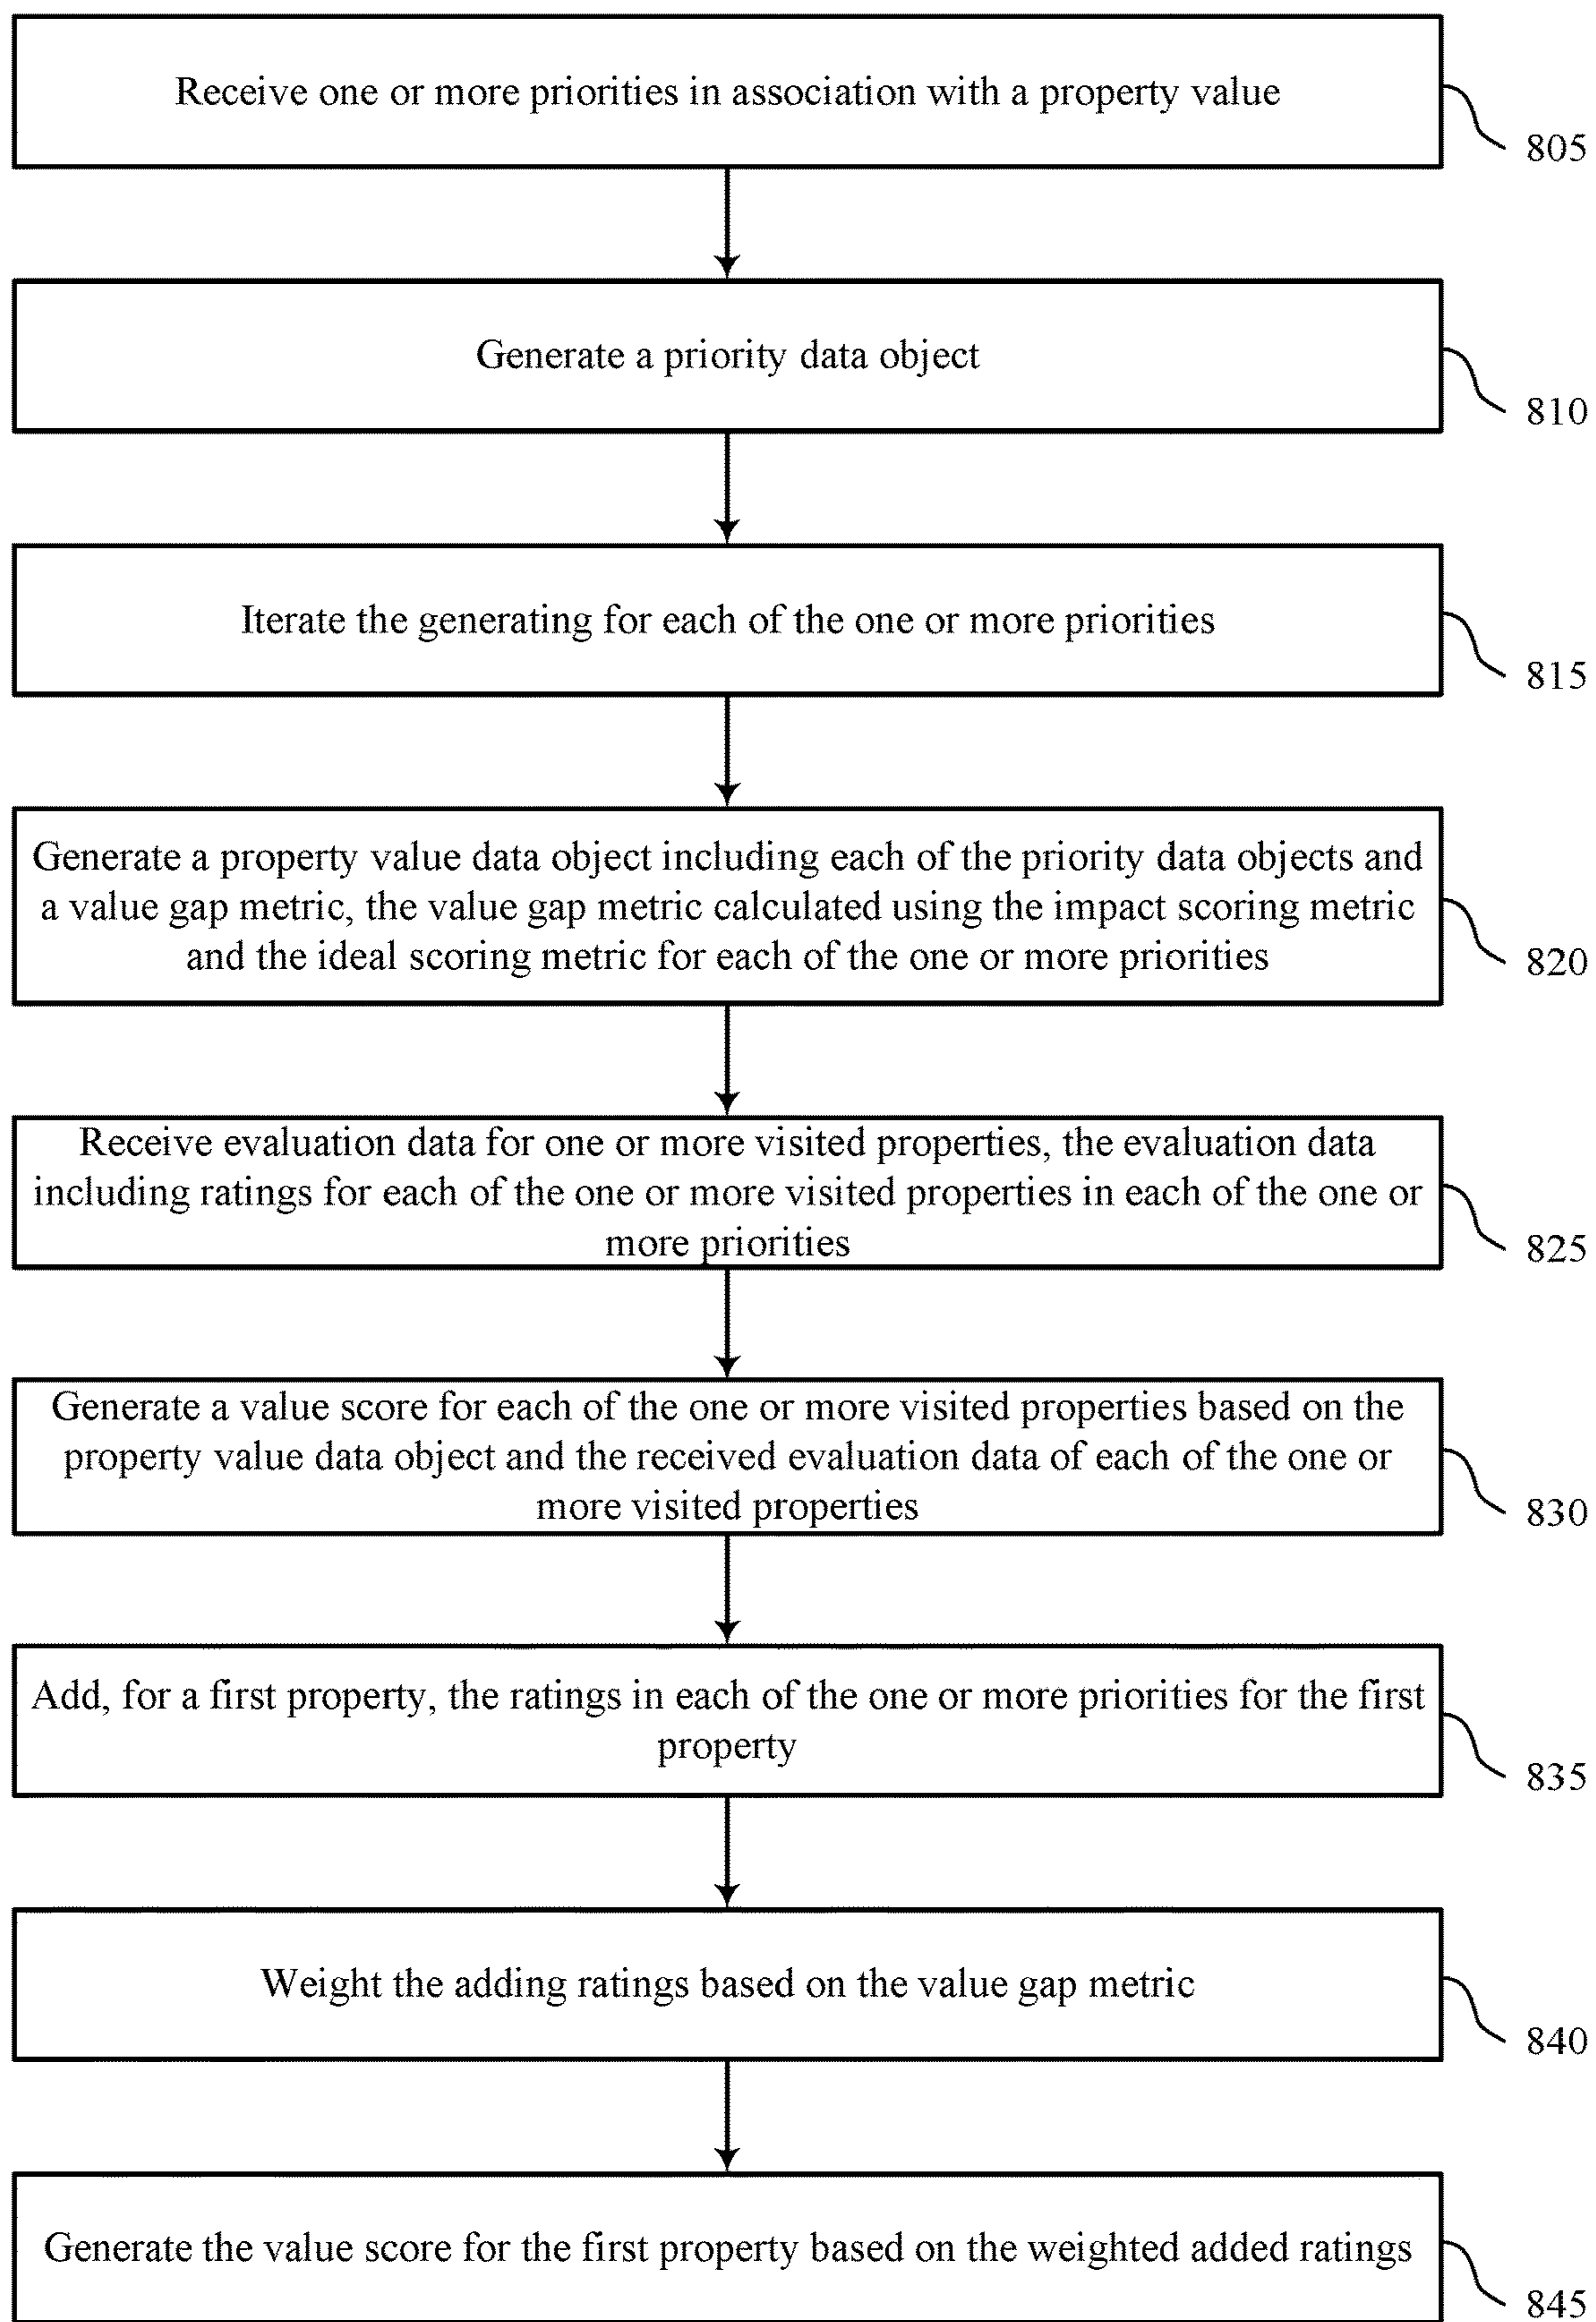 Receive one or more priorities in association with a property value
805
Generate a priority data object
810
Iterate the generating for each of the one or more priorities
815
Generate a property value data object including each of the priority data objects and
a value gap metric, the value gap metric calculated using the impact scoring metric
and the ideal scoring metric for each of the one or more priorities
820
Receive evaluation data for one or more visited properties, the evaluation data
including ratings for each of the one or more visited properties in each of the one or
more priorities
825
Generate a value score for each of the one or more visited properties based on the
property value data object and the received evaluation data of each of the one or
more visited properties
830
Add, for a first property, the ratings in each of the one or more priorities for the first
property
835
Weight the adding ratings based on the value gap metric
840
Generate the value score for the first property based on the weighted added ratings
845